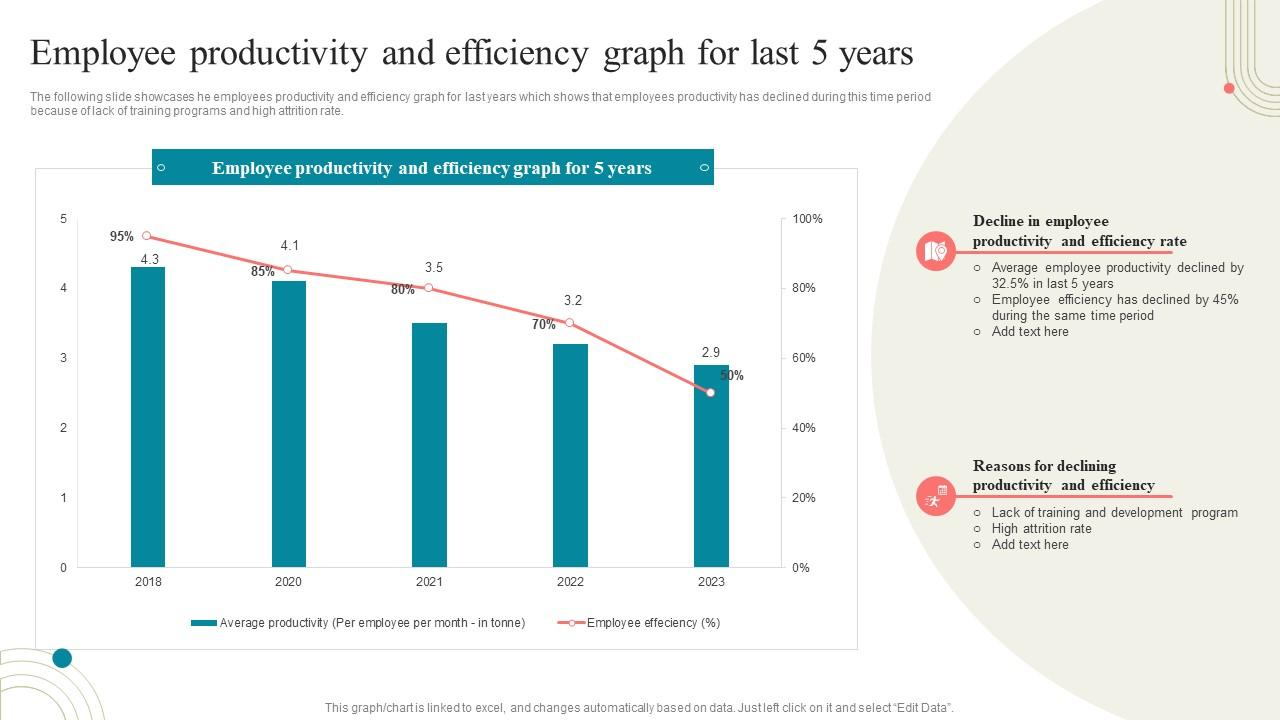 Employee productivity and efficiency graph for last 5 years
The following slide showcases he employees productivity and efficiency graph for last years which shows that employees productivity has declined during this time period
because of lack of training programs and high attrition rate.
Employee productivity and efficiency graph for 5 years
5
4
3
2
1
0
100%
80%
60%
40%
20%
0%
95%
85%
80%
70%
50%
4.3
4.1
3.5
3.2
2.9
2018
2020
2021
2022
2023
Average productivity (Per employee per month - in tonne)
Employee effeciency (%)
Decline in employee
productivity and efficiency rate
Average employee productivity declined by
32.5% in last 5 years
Employee efficiency has declined by 45%
during the same time period
Add text here
Reasons for declining
productivity and efficiency
Lack of training and development program
High attrition rate
Add text here
This graph/chart is linked to excel, and changes automatically based on data. Just left click on it and select “Edit Data”.